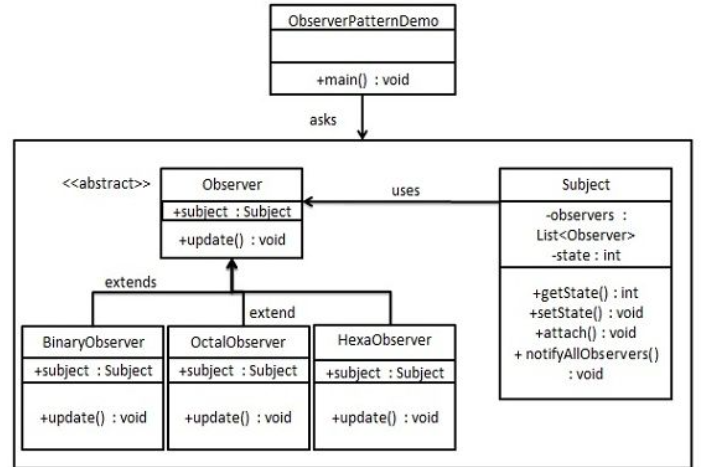 ObserverPatternDemo
+main() : void
asks
<<abstract>>
Observer
+subject : Subject
+update() : void
uses
Subject
-observers :
List<Observer>
-state : int
+getState() : int
+setState() : void
+attach() : void
+ notifyAllObservers()
: void
extends
extend
BinaryObserver
+subject : Subject
+update() : void
OctalObserver
+subject : Subject
+update() : void
HexaObserver
+subject : Subject
+update() : void